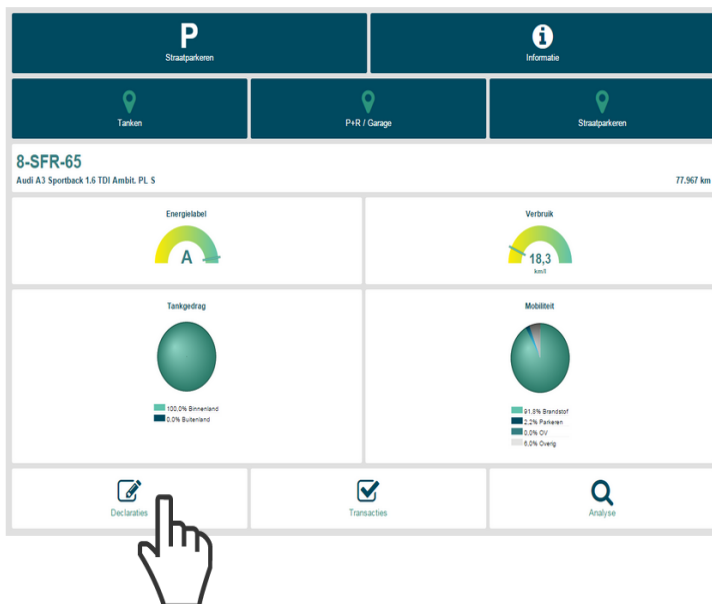 P
Straatparkeren
Informatie
Tanken
P+R / Garage
Straatparkeren
8-SFR-65
Audi A3 Sportback 1.6 TDI Ambit. PL S
77.967 km
Energielabel
A
Verbruik
18,3
km/l
Tankgedrag
100,0% Binnenland
0,0% Buitenland
Mobiliteit
91,8% Brandstof
2,2% Parkeren
0,0% OV
6,0% Overig
Declaraties
Transacties
Analyse